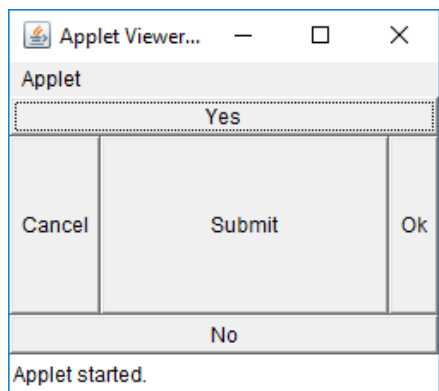 Applet Viewer...
Applet
Yes
Cancel Submit Ok
No
Applet started.